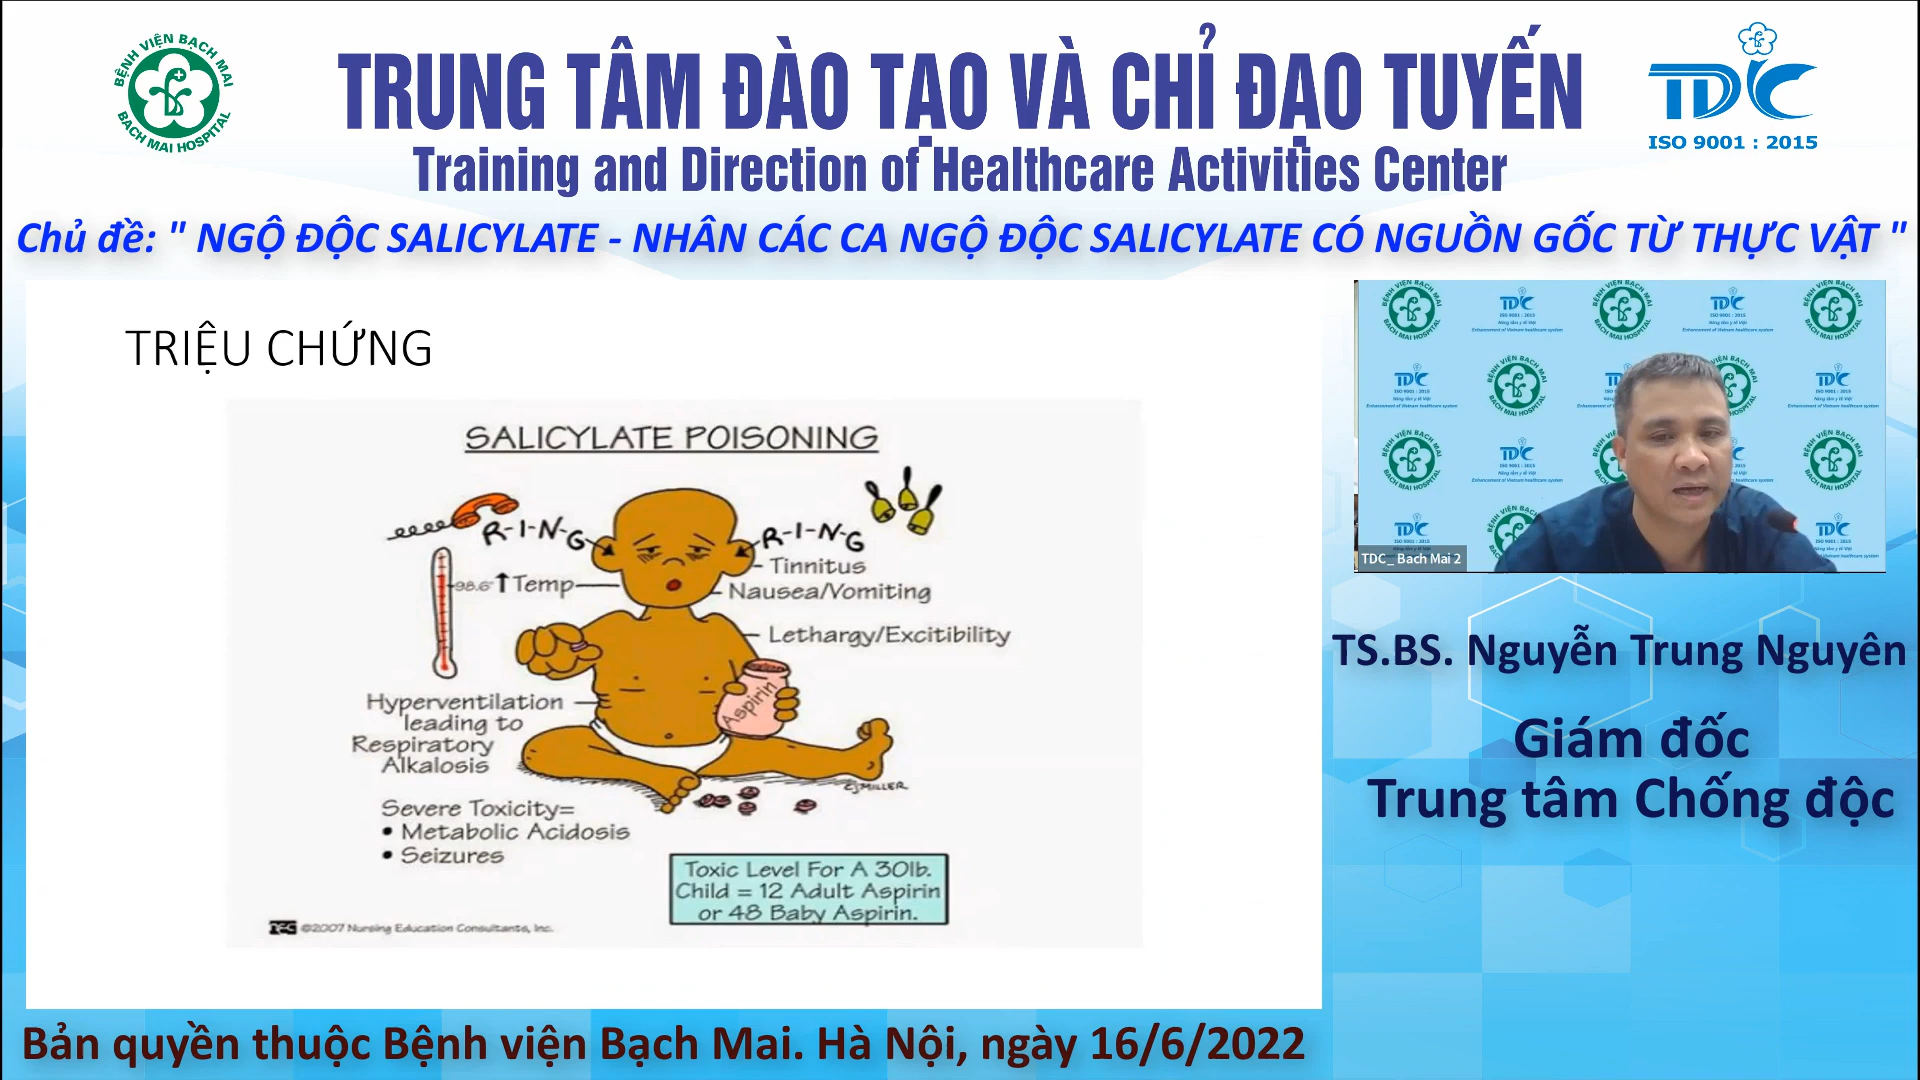 BỆNH VIỆN BẠCH MAI
BACH MAI HOSPITAL
TRUNG TÂM ĐÀO TẠO VÀ CHỈ ĐẠO TUYẾN
Training and Direction of Healthcare Activities Center
TDC
ISO 9001 : 2015
Chủ đề: " NGỘ ĐỘC SALICYLATE - NHÂN CÁC CA NGỘ ĐỘC SALICYLATE CÓ NGUỒN GỐC TỪ THỰC VẬT "
TRIỆU CHỨNG
SALICYLATE POISONING
R-I-N-G
R-I-N-G
Tinnitus
98.6° ↑Temp
Nausea/Vomiting
Lethargy/Excitibility
Aspirin
Hyperventilation
leading to
Respiratory
Alkalosis
CJMILLER
Severe Toxicity=
• Metabolic Acidosis
• Seizures
Toxic Level For A 30lb.
Child = 12 Adult Aspirin
or 48 Baby Aspirin.
©2007 Nursing Education Consultants, Inc.
TDC_ Bach Mai 2
TS.BS. Nguyễn Trung Nguyên
Giám đốc
Trung tâm Chống độc
Bản quyền thuộc Bệnh viện Bạch Mai. Hà Nội, ngày 16/6/2022